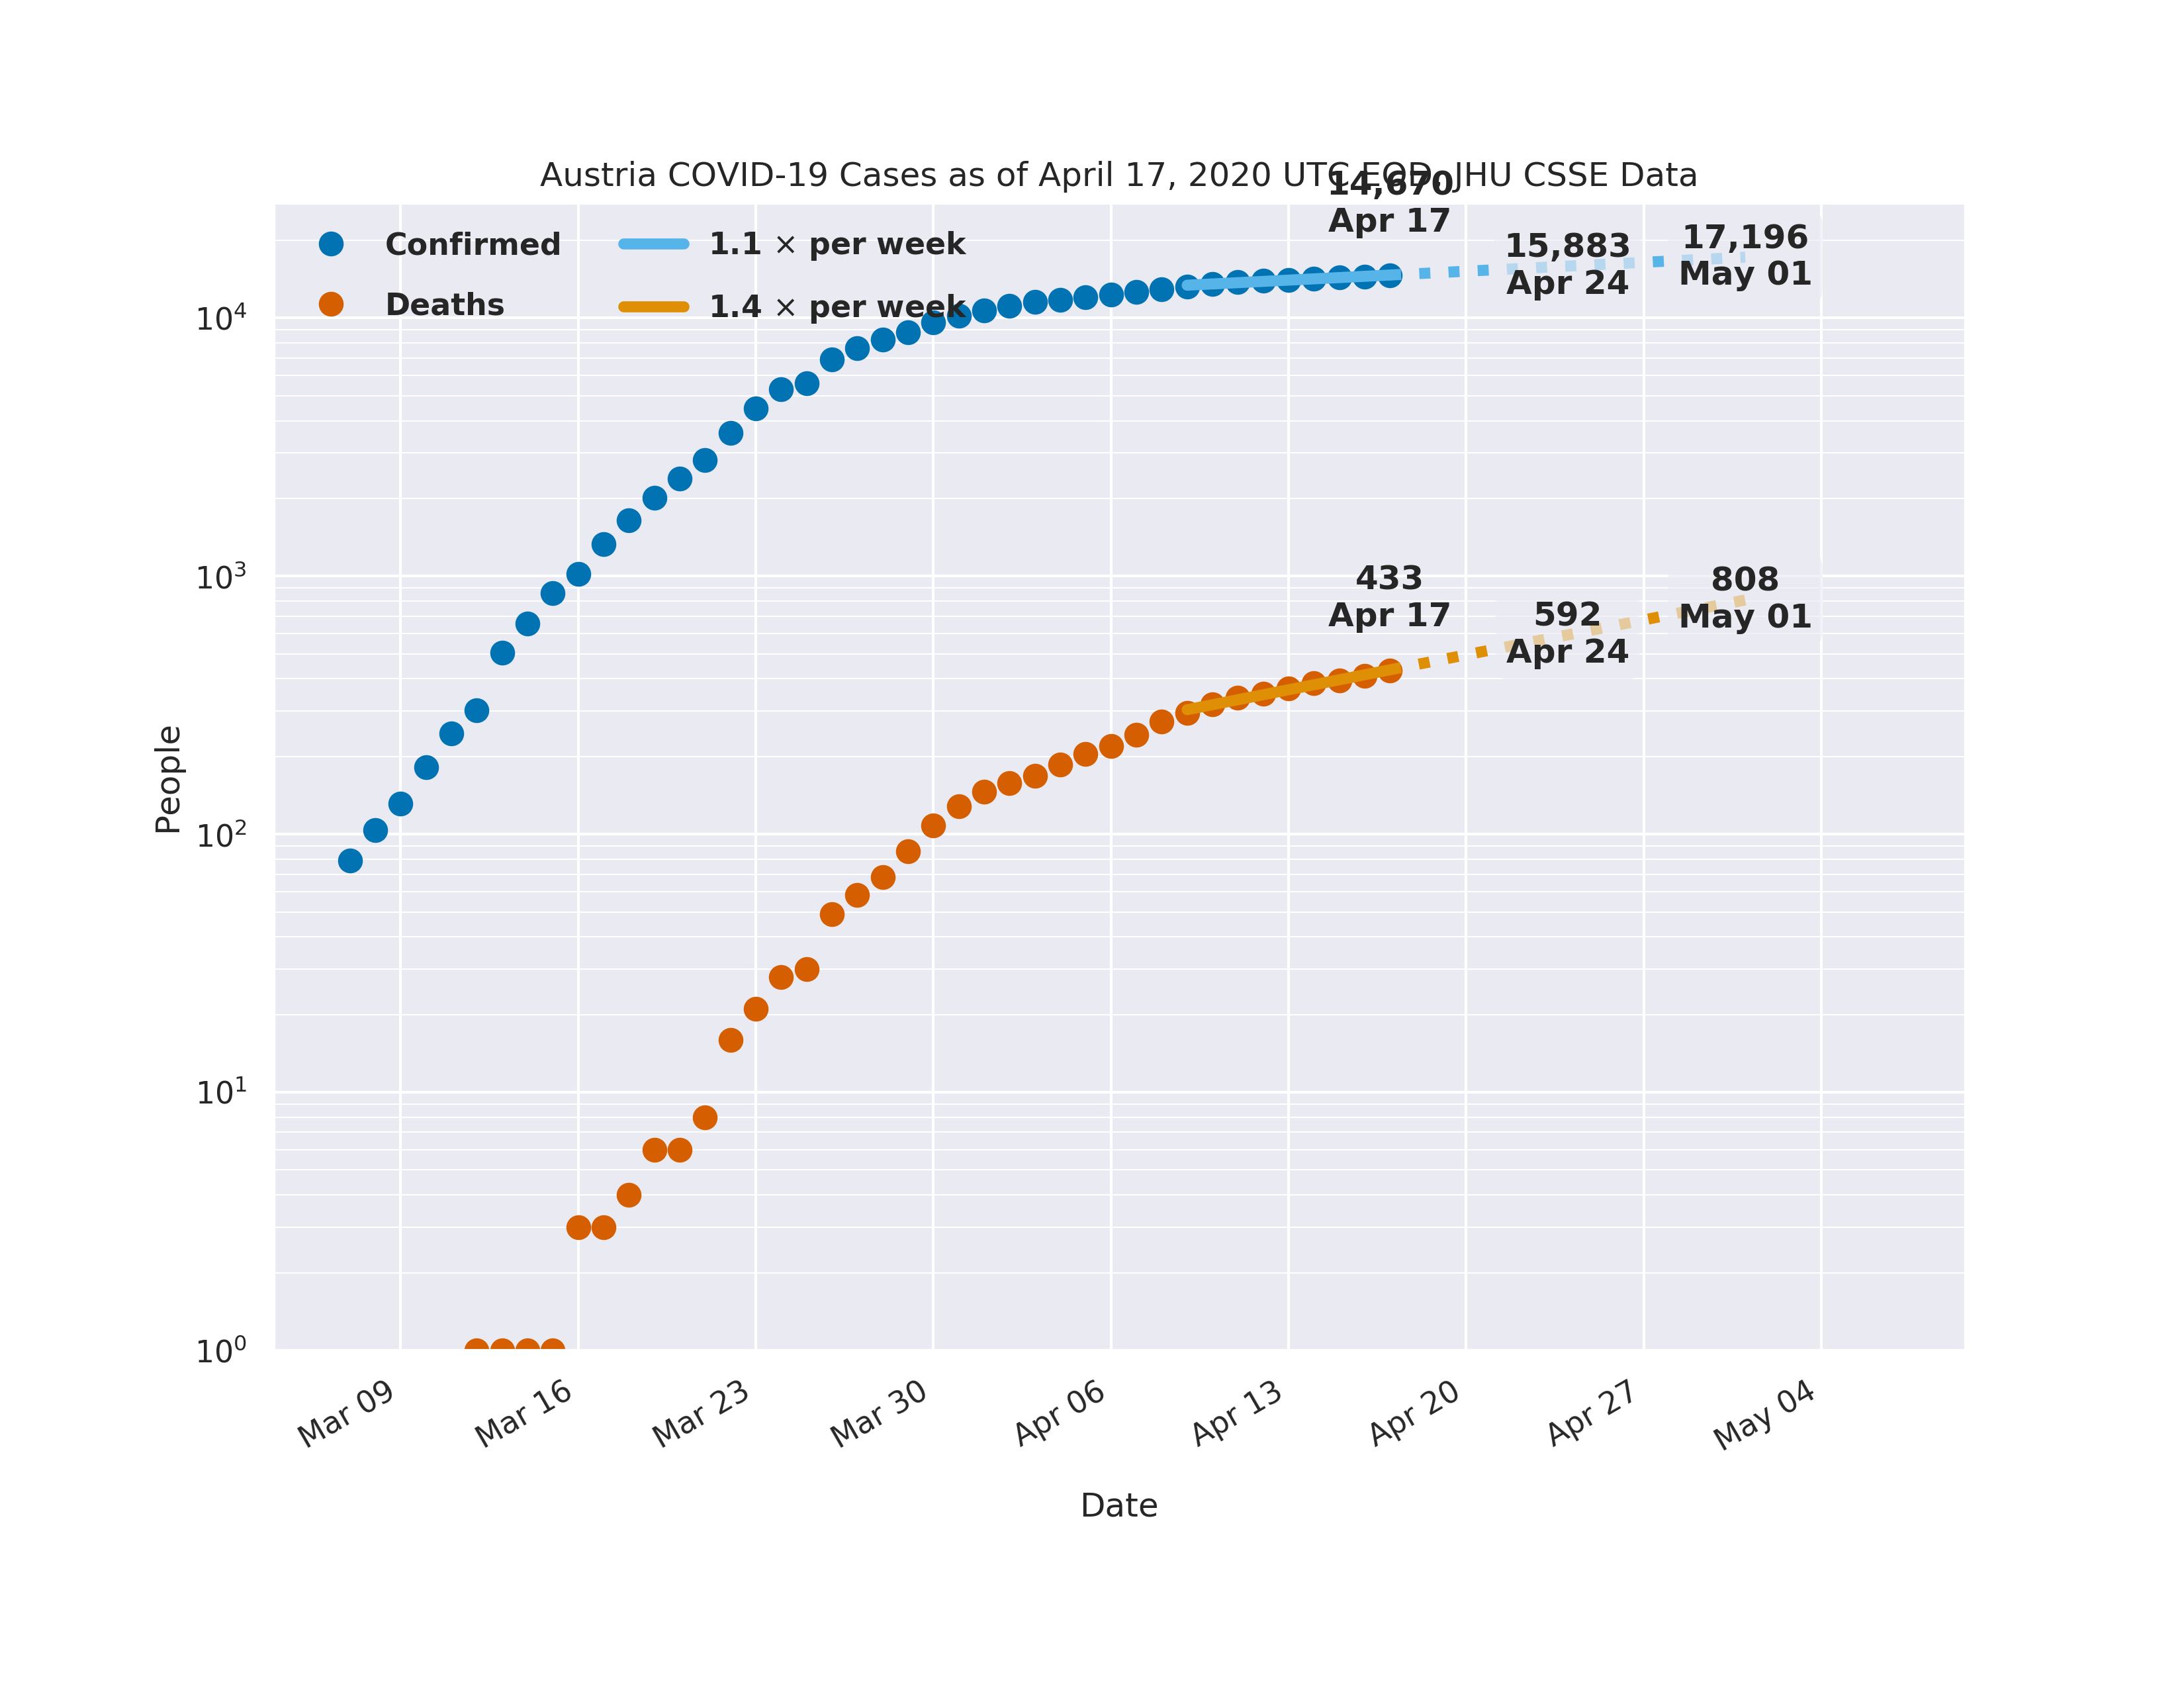 Austria COVID-19 Cases as of April 17, 2020 UTC EOD, JHU CSSE Data
14,670
Apr 17
15,883
Apr 24
17,196
May 01
Confirmed
Deaths
1.1 × per week
1.4 × per week
433
Apr 17
592
Apr 24
808
May 01
People
10⁴
10³
10²
10¹
10⁰
Mar 09
Mar 16
Mar 23
Mar 30
Apr 06
Apr 13
Apr 20
Apr 27
May 04
Date